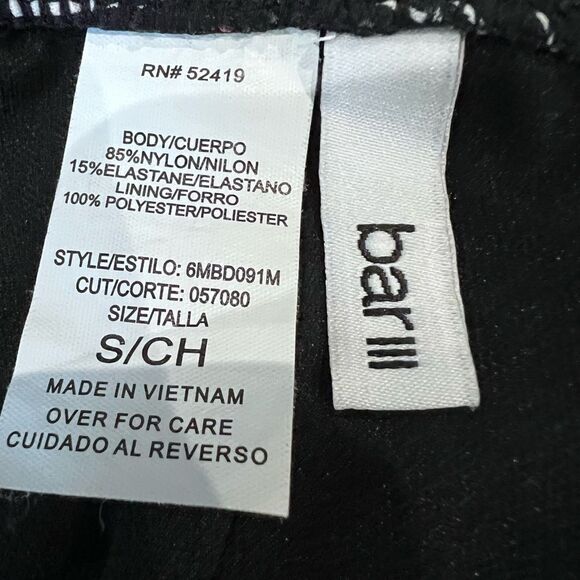 RN# 52419
BODY/CUERPO
85%NYLON/NILON
15%ELASTANE/ELASTANO
LINING/FORRO
100% POLYESTER/POLIESTER
STYLE/ESTILO: 6MBD091M
CUT/CORTE: 057080
SIZE/TALLA
S/CH
MADE IN VIETNAM
OVER FOR CARE
CUIDADO AL REVERSO
bar III